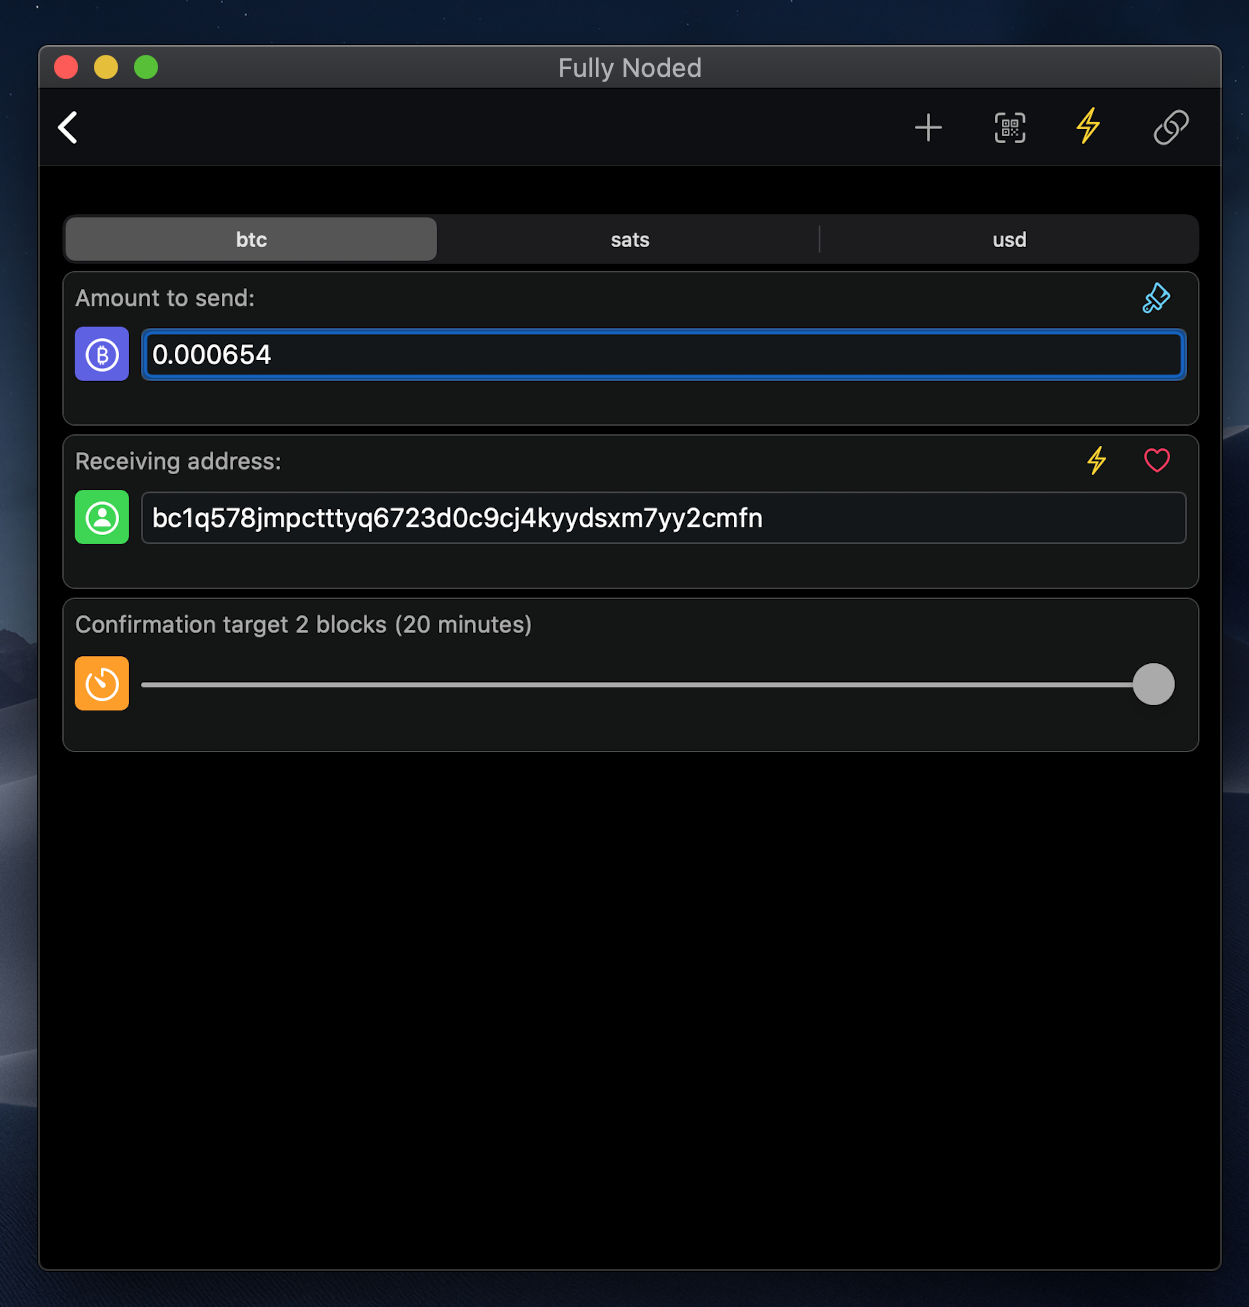 Fully Noded
btc
sats
usd
Amount to send:
0.000654
Receiving address:
bc1q578jmpctttyq6723d0c9cj4kyydsxm7yy2cmfn
Confirmation target 2 blocks (20 minutes)